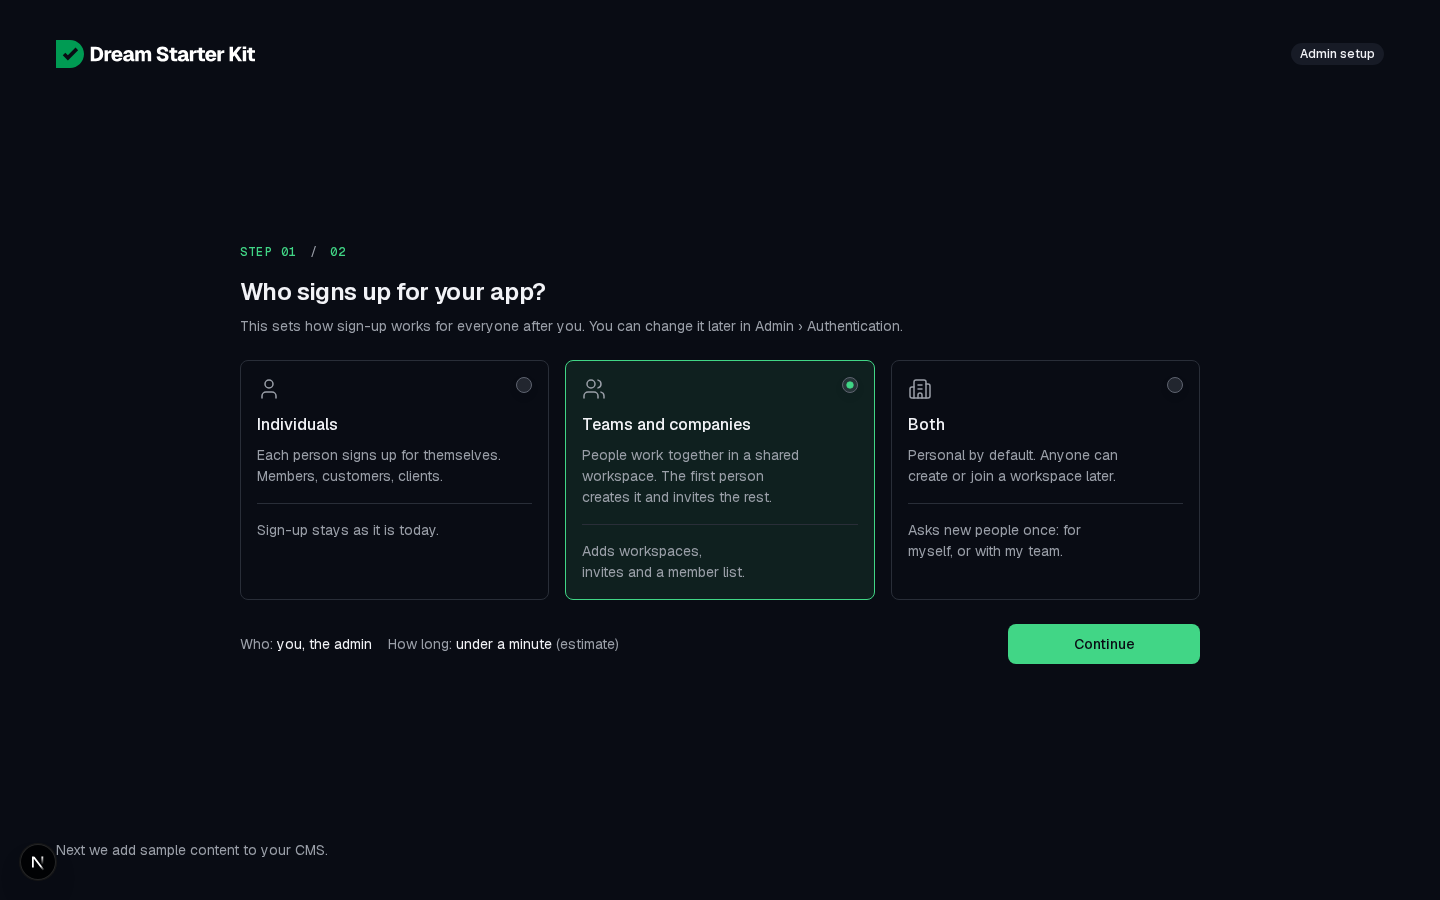 Dream Starter Kit
Admin setup
STEP 01 / 02
Who signs up for your app?
This sets how sign-up works for everyone after you. You can change it later in Admin › Authentication.
Individuals
Each person signs up for themselves.
Members, customers, clients.
Sign-up stays as it is today.
Teams and companies
People work together in a shared
workspace. The first person
creates it and invites the rest.
Adds workspaces,
invites and a member list.
Both
Personal by default. Anyone can
create or join a workspace later.
Asks new people once: for
myself, or with my team.
Who: you, the admin How long: under a minute (estimate)
Continue
Next we add sample content to your CMS.
N